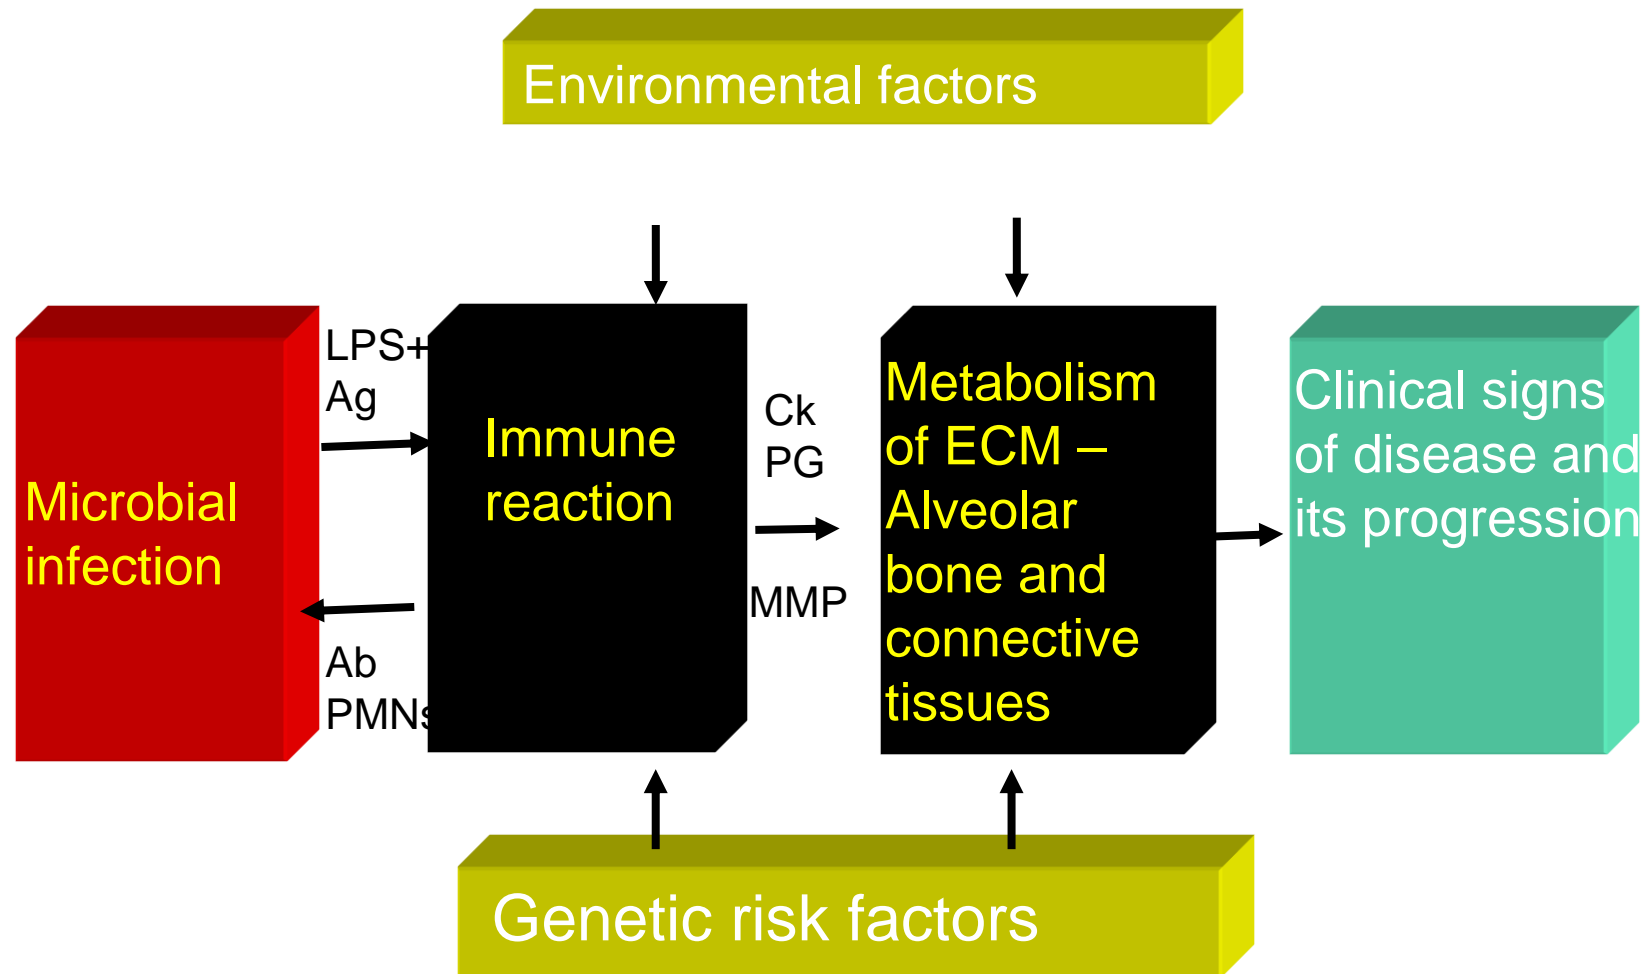 Environmental factors
Microbial
infection
LPS+
Ag
Ab
PMNs
Immune
reaction
Ck
PG
MMP
Metabolism
of ECM –
Alveolar
bone and
connective
tissues
Clinical signs
of disease and
its progression
Genetic risk factors